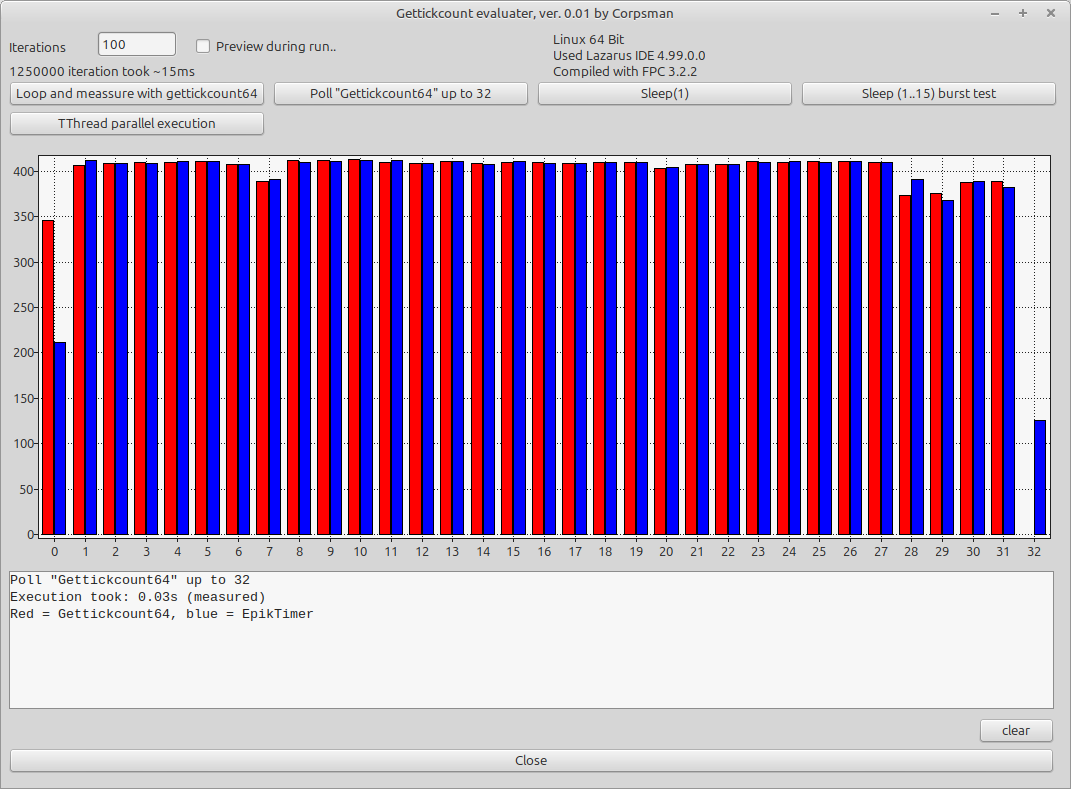 Gettickcount evaluater, ver. 0.01 by Corpsman
Iterations 100 Preview during run..
1250000 iteration took ~15ms
Linux 64 Bit
Used Lazarus IDE 4.99.0.0
Compiled with FPC 3.2.2
Loop and meassure with gettickcount64 Poll "Gettickcount64" up to 32 Sleep(1) Sleep (1..15) burst test
TThread parallel execution
400
350
300
250
200
150
100
50
0
0 1 2 3 4 5 6 7 8 9 10 11 12 13 14 15 16 17 18 19 20 21 22 23 24 25 26 27 28 29 30 31 32
Poll "Gettickcount64" up to 32
Execution took: 0.03s (measured)
Red = Gettickcount64, blue = EpikTimer
clear
Close